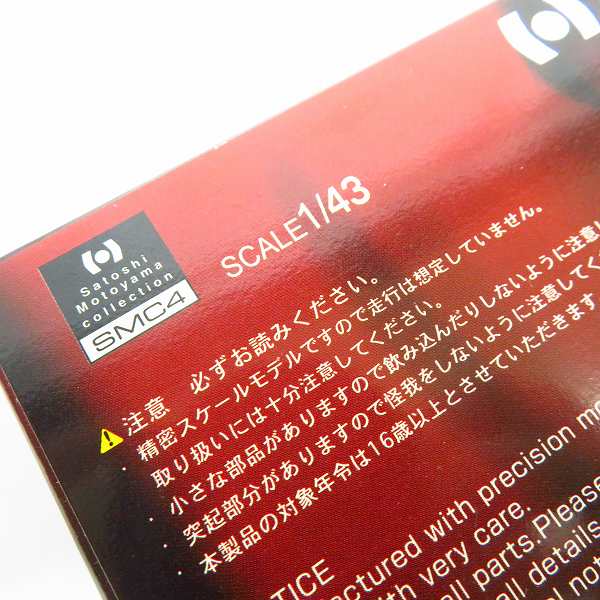 SCALE1/43
Satoshi
Motoyama
collection
SMC4
注意 必ずお読みください。
・精密スケールモデルですので走行は想定していません。
取り扱いには十分注意してください。
・小さな部品がありますので飲み込んだりしないように注意し
・突起部分がありますので怪我をしないように注意してく
・本製品の対象年令は16歳以上とさせていただきます
TICE
actured with precision
with very care.
all parts.Please
all details
not